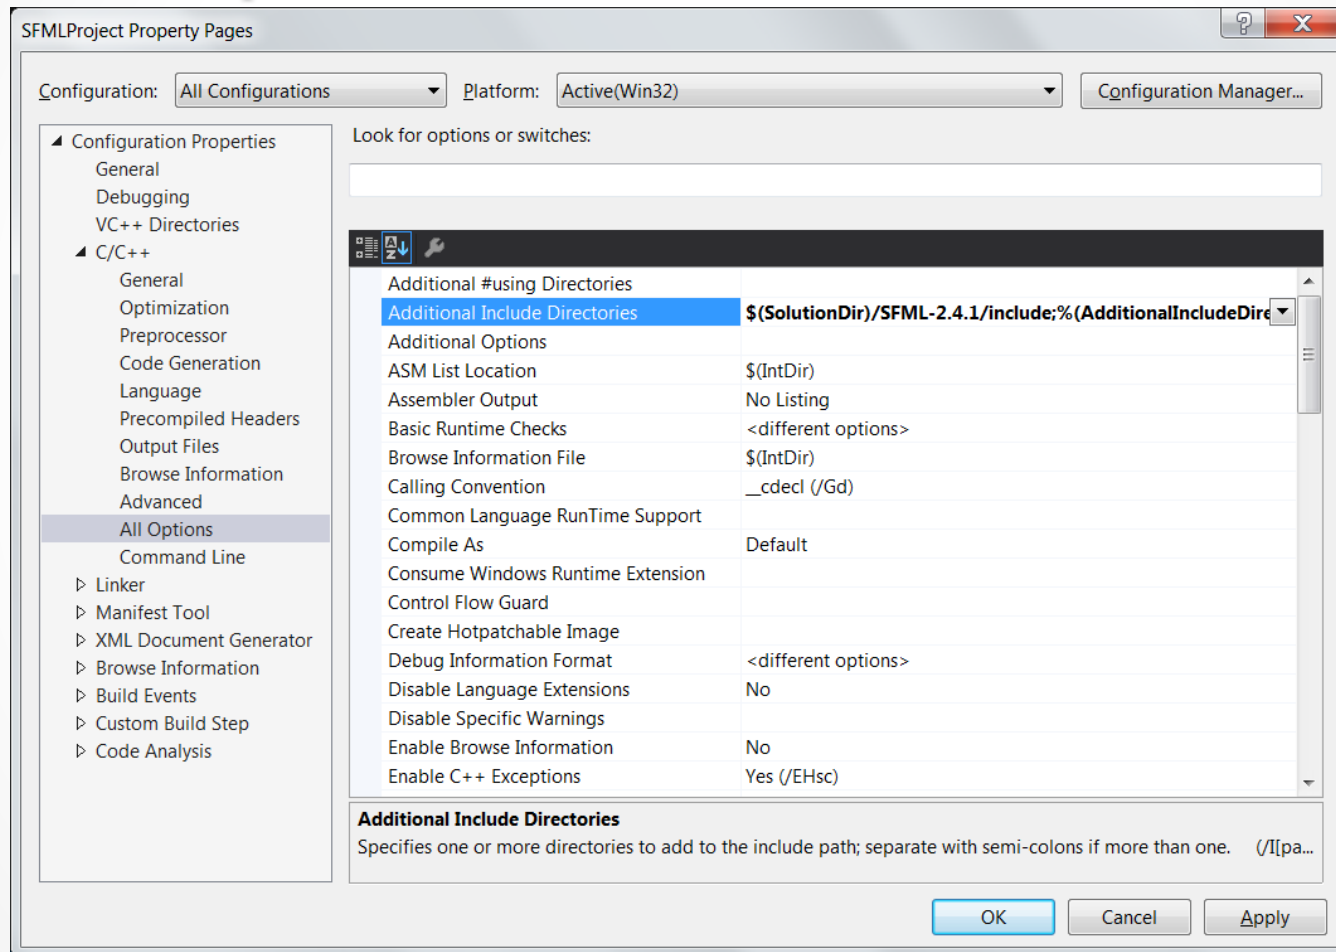 SFMLProject Property Pages
Configuration: All Configurations Platform: Active(Win32) Configuration Manager...
Configuration Properties
General
Debugging
VC++ Directories
C/C++
General
Optimization
Preprocessor
Code Generation
Language
Precompiled Headers
Output Files
Browse Information
Advanced
All Options
Command Line
Linker
Manifest Tool
XML Document Generator
Browse Information
Build Events
Custom Build Step
Code Analysis
Look for options or switches:
Additional #using Directories
Additional Include Directories $(SolutionDir)/SFML-2.4.1/include;%(AdditionalIncludeDire
Additional Options
ASM List Location $(IntDir)
Assembler Output No Listing
Basic Runtime Checks <different options>
Browse Information File $(IntDir)
Calling Convention __cdecl (/Gd)
Common Language RunTime Support
Compile As Default
Consume Windows Runtime Extension
Control Flow Guard
Create Hotpatchable Image
Debug Information Format <different options>
Disable Language Extensions No
Disable Specific Warnings
Enable Browse Information No
Enable C++ Exceptions Yes (/EHsc)
Additional Include Directories
Specifies one or more directories to add to the include path; separate with semi-colons if more than one. (/I[pa...
OK Cancel Apply